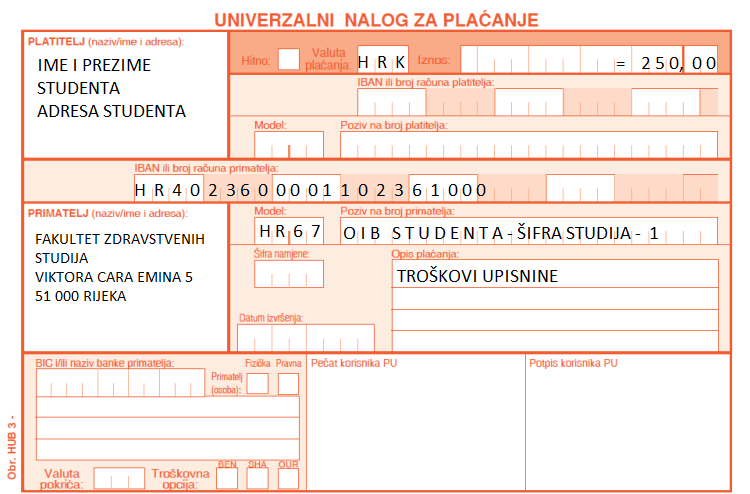 UNIVERZALNI NALOG ZA PLAĆANJE
PLATITELJ (naziv/ime i adresa):
IME I PREZIME
STUDENTA
ADRESA STUDENTA
Hitno:
Valuta plaćanja:
HRK
Iznos:
= 250,00
IBAN ili broj računa platitelja:
Model:
Poziv na broj platitelja:
IBAN ili broj računa primatelja:
HR4023600001102361000
PRIMATELJ (naziv/ime i adresa):
FAKULTET ZDRAVSTVENIH
STUDIJA
VIKTORA CARA EMINA 5
51 000 RIJEKA
Model:
HR67
Poziv na broj primatelja:
OIB STUDENTA-ŠIFRA STUDIJA- 1
Šifra namjene:
Opis plaćanja:
TROŠKOVI UPISNINE
Datum izvršenja:
BIC i/ili naziv banke primatelja:
Fizička Pravna
Primatelj
(osoba):
Pečat korisnika PU
Potpis korisnika PU
Valuta
pokrića:
Troškovna
opcija:
BEN SHA OUR
Obr. HUB 3 -